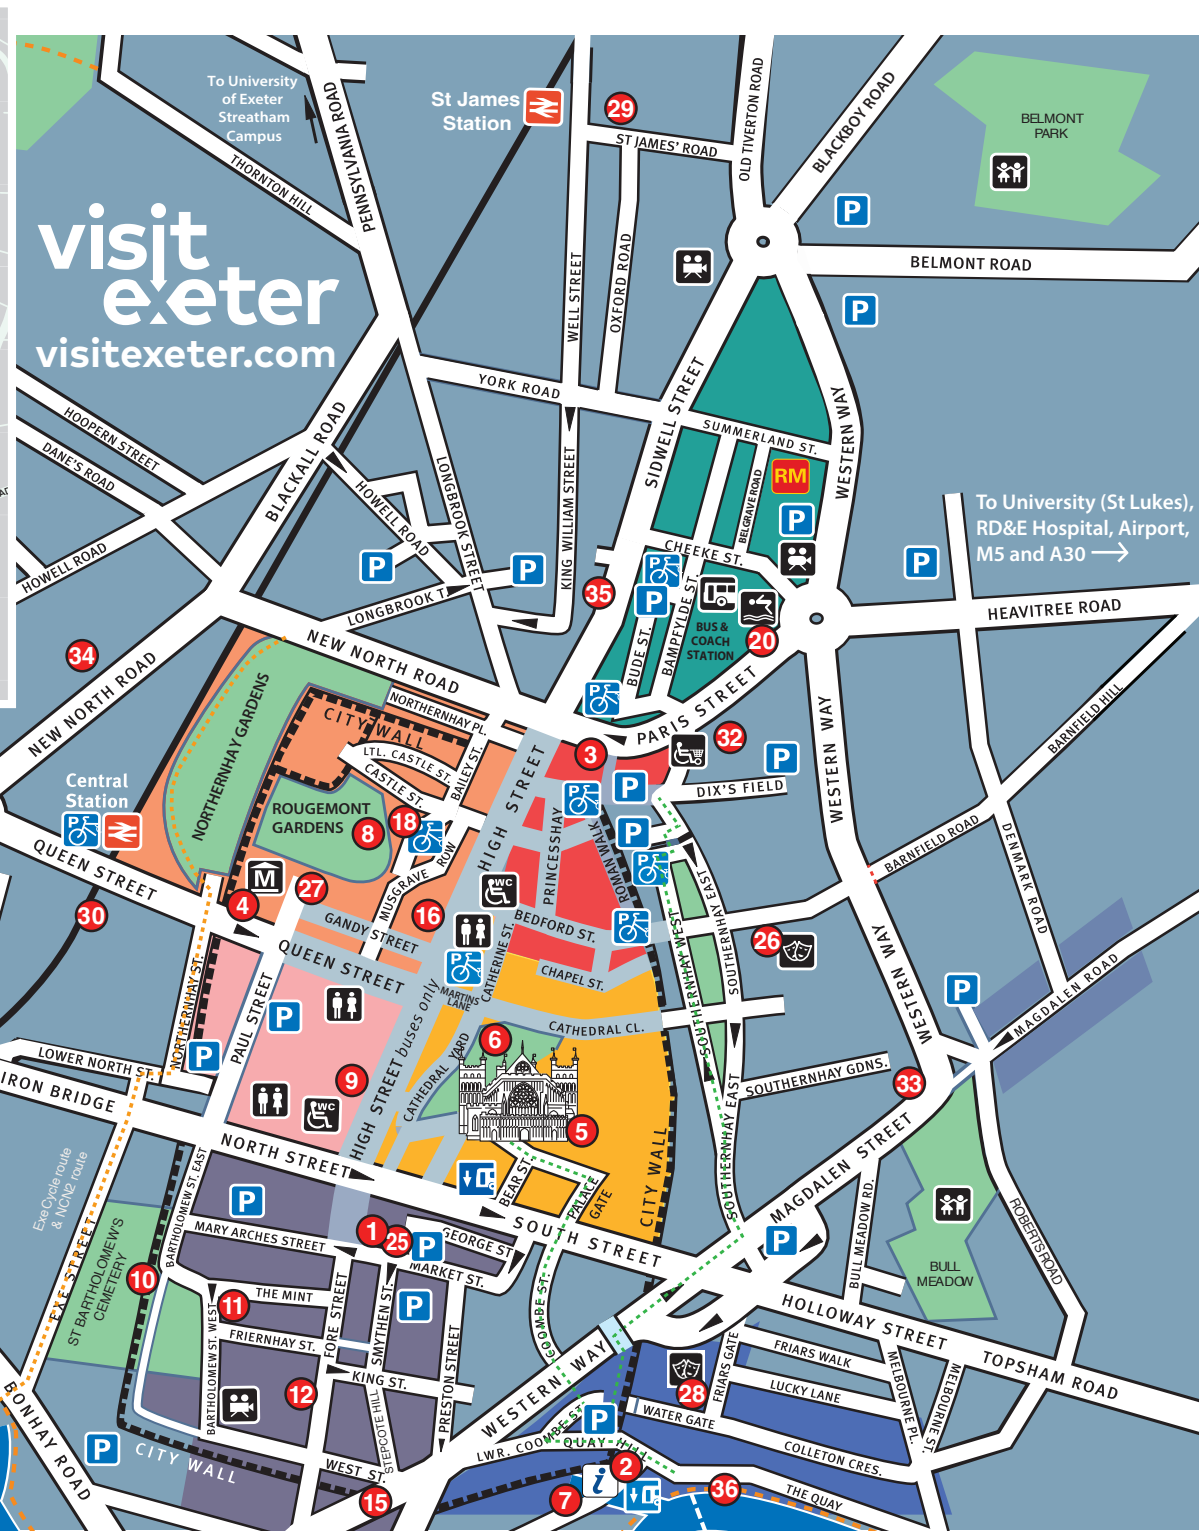 To University
of Exeter
Streatham
Campus
St James
Station
29
ST JAMES' ROAD
OLD TIVERTON ROAD
BLACKBOY ROAD
BELMONT
PARK
PENNSYLVANIA ROAD
THORNTON HILL
P
visit
exeter
visitexeter.com
WELL STREET
OXFORD ROAD
BELMONT ROAD
P
YORK ROAD
SIDWELL STREET
SUMMERLAND ST.
WESTERN WAY
HOOPERN STREET
DANE'S ROAD
BLACKALL ROAD
HOWELL ROAD
LONGBROOK STREET
KING WILLIAM STREET
BELGRAVE ROAD
RM
P
To University (St Lukes),
RD&E Hospital, Airport,
M5 and A30
HOWELL ROAD
P
P
CHEEKE ST.
P
35
P
P
LONGBROOK T
BUDE ST.
BAMPFYLDE ST.
BUS &
COACH
STATION
20
HEAVITREE ROAD
34
NEW NORTH ROAD
NEW NORTH ROAD
P
PARIS STREET
WESTERN WAY
BARNFIELD HILL
NORTHERNHAY GARDENS
NORTHERNHAY PL.
CITY WALL
LTL. CASTLE ST.
CASTLE ST.
BAILEY ST.
HIGH STREET
3
32
P
DIX'S FIELD
P
Central
Station
P
ROUGEMONT
GARDENS
8
18
P
P
PRINCESSHAY
ROMAN WALK
P
P
QUEEN STREET
MUSGRAVE ROW
BARNFIELD ROAD
DENMARK ROAD
M
27
4
30
16
WC
GANDY STREET
BEDFORD ST.
P
SOUTHERNHAY EAST
SOUTHERNHAY WEST
26
QUEEN STREET
P
CATHERINE ST.
CHAPEL ST.
MARTINS
LANE
WESTERN WAY
P
MAGDALEN ROAD
NORTHERNHAY ST.
PAUL STREET
P
HIGH STREET buses only
CATHEDRAL YARD
CATHEDRAL CL.
6
LOWER NORTH ST.
P
IRON BRIDGE
9
WC
5
SOUTHERNHAY GDNS.
33
SOUTHERNHAY EAST
CITY WALL
MAGDALEN STREET
NORTH STREET
BEAR ST.
PALACE
GATE
ExeCycle route
& NCN2 route
EXE STREET
ST BARTHOLOMEW'S
CEMETERY
BARTHOLOMEW ST. EAST
P
MARY ARCHES STREET
1
25
P
GEORGE ST
MARKET ST.
SOUTH STREET
P
BULL MEADOW RD.
BULL
MEADOW
ROBERTS ROAD
10
11
THE MINT
FRIERNHAY ST.
BARTHOLOMEW ST. WEST
FORE STREET
SMYTHEN ST.
P
COOMBE ST.
HOLLOWAY STREET
TOPSHAM ROAD
KING ST.
PRESTON STREET
12
STEPCOTE HILL
WESTERN WAY
FRIARS GATE
FRIARS WALK
LUCKY LANE
MELBOURNE PL.
MELBOURNE ST.
28
WATER GATE
COLLETON CRES.
BONHAY ROAD
P
CITY WALL
WEST ST.
15
LWR. COOMBE ST.
P
QUAY HILL
2
i
7
36
THE QUAY